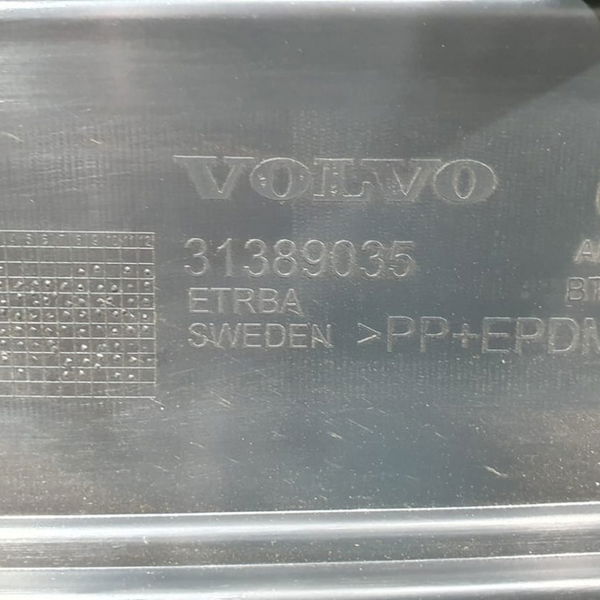 VOLVO
31389035
ETRBA
SWEDEN >PP+EPDM